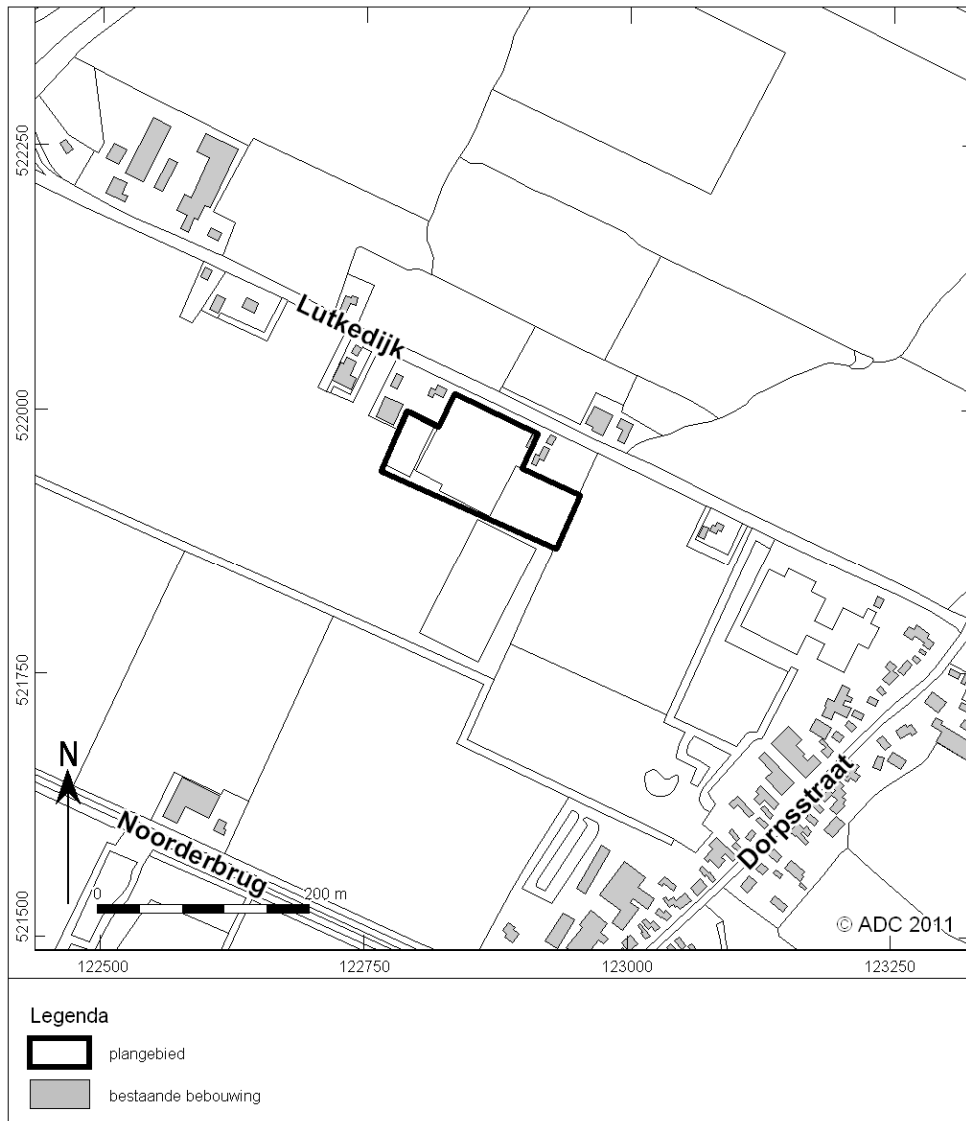 522250
522000
521750
521500
Lutkedijk
N
Noorderbrug
0
200 m
Dorpsstraat
© ADC 2011
122500
122750
123000
123250
Legenda
plangebied
bestaande bebouwing